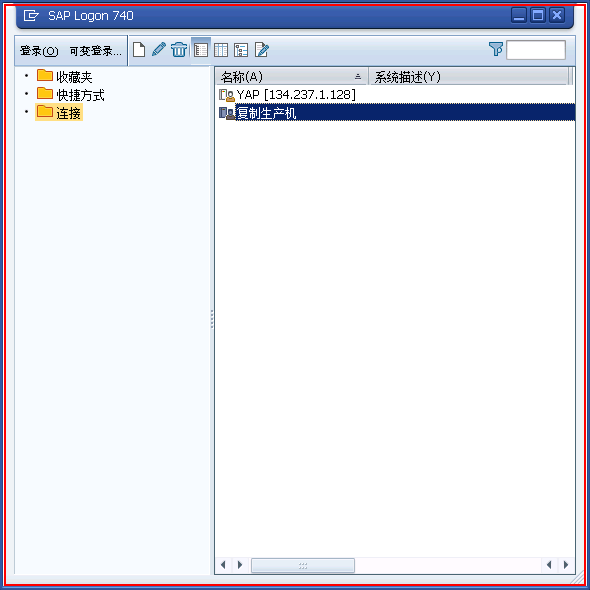 SAP Logon 740
登录(O) 可变登录...
收藏夹
快捷方式
连接
名称(A) 系统描述(Y)
YAP [134.237.1.128]
复制生产机